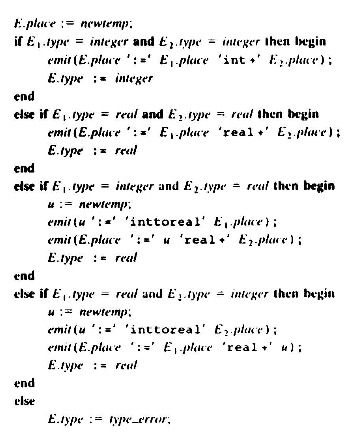 E.place := newtemp;
if E₁.type = integer and E₂.type = integer then begin
emit(E.place ':=' E₁.place 'int+' E₂.place);
E.type := integer
end
else if E₁.type = real and E₂.type = real then begin
emit(E.place ':=' E₁.place 'real+' E₂.place);
E.type := real
end
else if E₁.type = integer and E₂.type = real then begin
u := newtemp;
emit(u ':=' 'inttoreal' E₁.place);
emit(E.place ':=' u 'real+' E₂.place);
E.type := real
end
else if E₁.type = real and E₂.type = integer then begin
u := newtemp;
emit(u ':=' 'inttoreal' E₂.place);
emit(E.place ':=' E₁.place 'real+' u);
E.type := real
end
else
E.type := type_error;